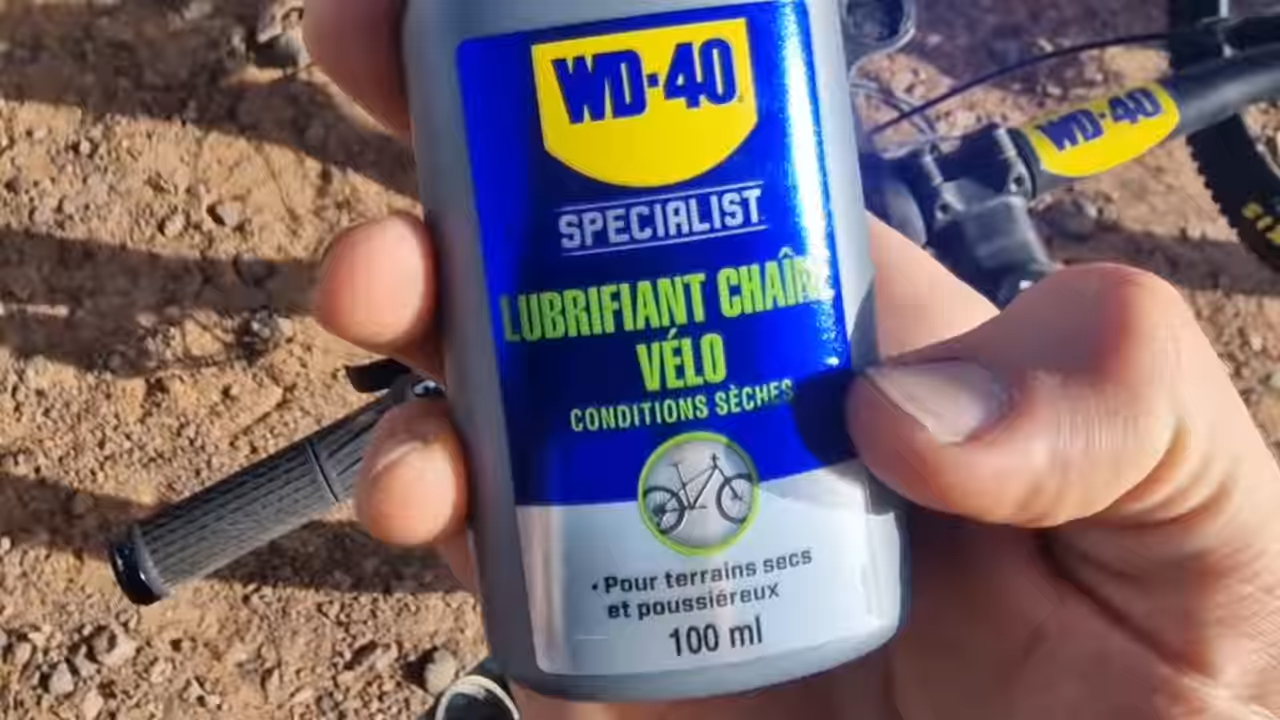 WD-40
SPECIALIST
LUBRIFIANT CHAÎNE
VÉLO
CONDITIONS SÈCHES
• Pour terrains secs
et poussiéreux
100 ml
WD-40